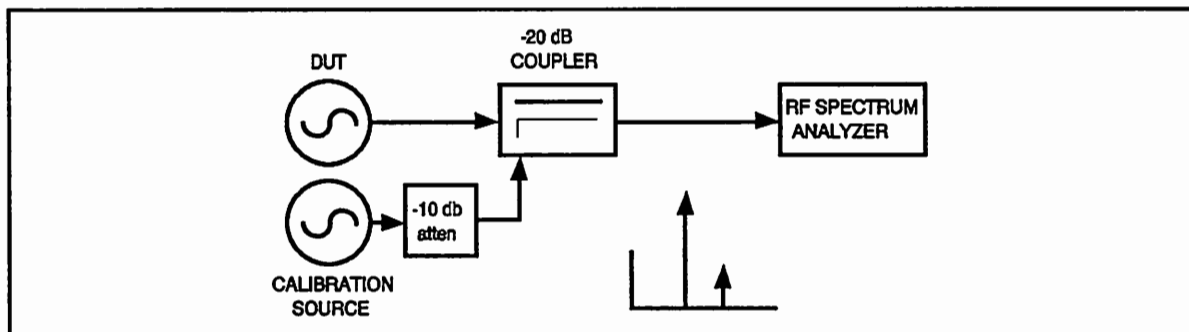 -20 dB
COUPLER
DUT
RF SPECTRUM
ANALYZER
-10 db
atten
CALIBRATION
SOURCE